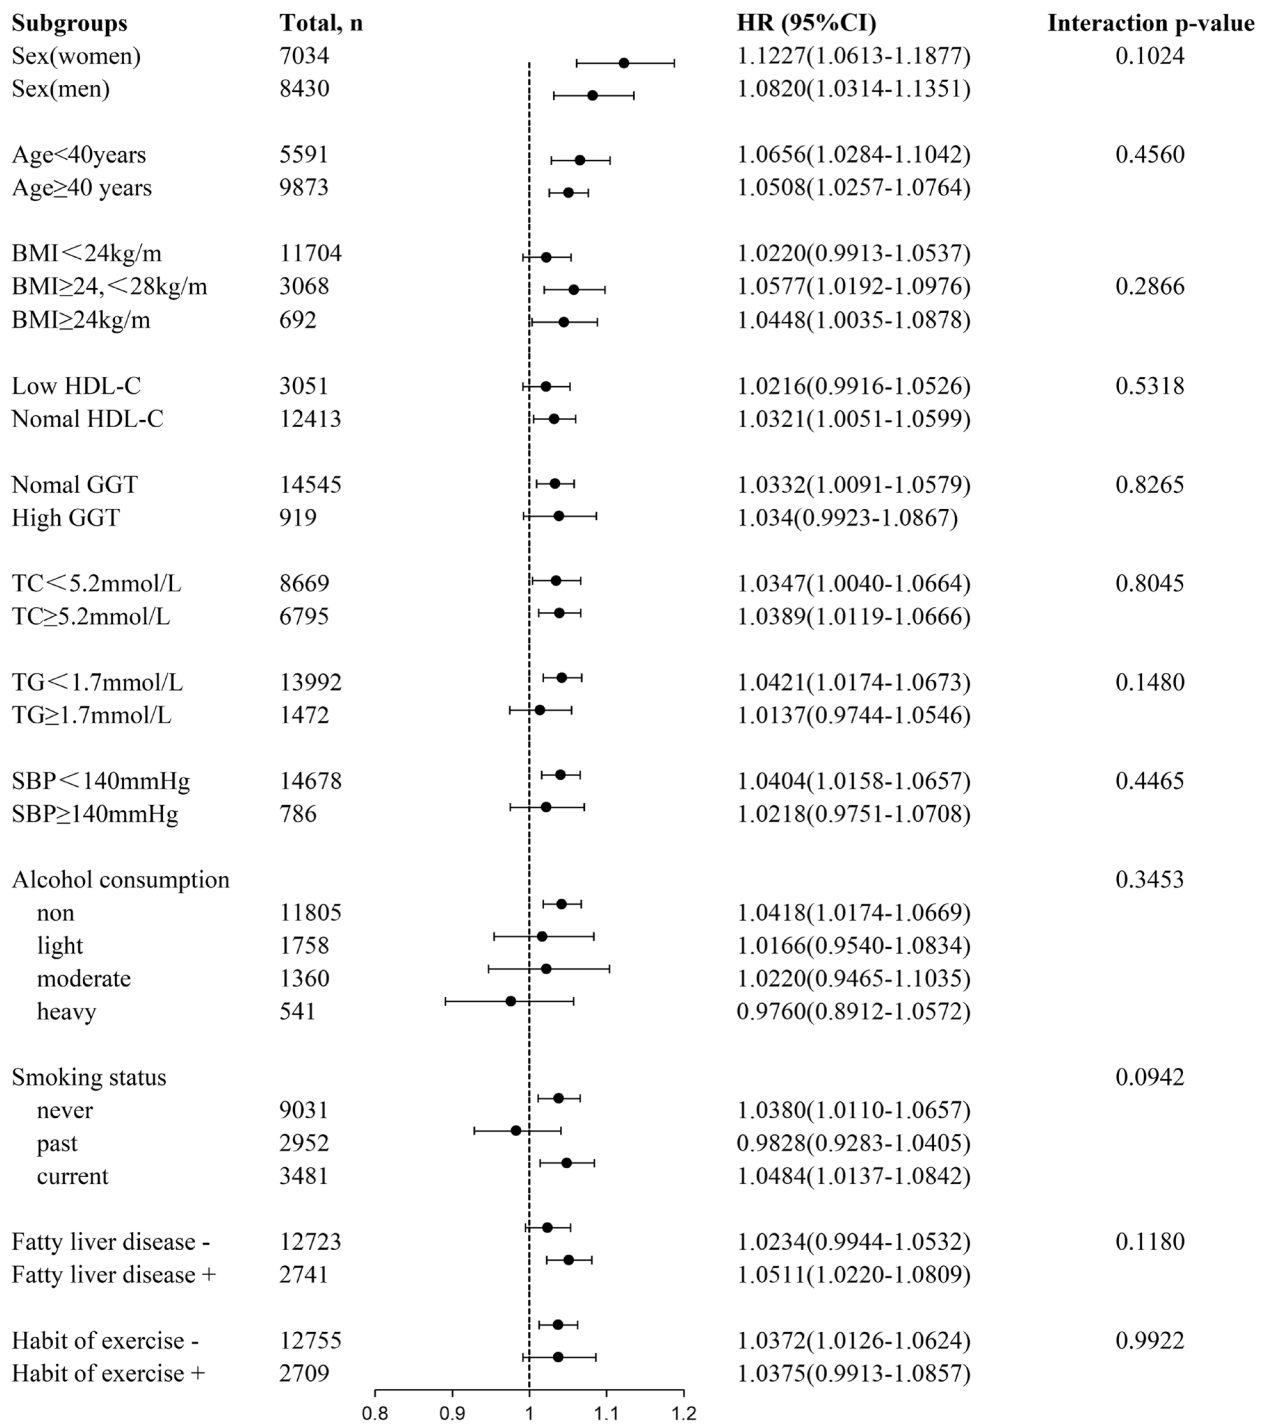 Subgroups Total, n HR (95%CI) Interaction p-value
Sex(women) 7034 1.1227(1.0613-1.1877) 0.1024
Sex(men) 8430 1.0820(1.0314-1.1351)
Age<40years 5591 1.0656(1.0284-1.1042) 0.4560
Age≥40 years 9873 1.0508(1.0257-1.0764)
BMI＜24kg/m 11704 1.0220(0.9913-1.0537)
BMI≥24,＜28kg/m 3068 1.0577(1.0192-1.0976) 0.2866
BMI≥24kg/m 692 1.0448(1.0035-1.0878)
Low HDL-C 3051 1.0216(0.9916-1.0526) 0.5318
Nomal HDL-C 12413 1.0321(1.0051-1.0599)
Nomal GGT 14545 1.0332(1.0091-1.0579) 0.8265
High GGT 919 1.034(0.9923-1.0867)
TC＜5.2mmol/L 8669 1.0347(1.0040-1.0664) 0.8045
TC≥5.2mmol/L 6795 1.0389(1.0119-1.0666)
TG＜1.7mmol/L 13992 1.0421(1.0174-1.0673) 0.1480
TG≥1.7mmol/L 1472 1.0137(0.9744-1.0546)
SBP＜140mmHg 14678 1.0404(1.0158-1.0657) 0.4465
SBP≥140mmHg 786 1.0218(0.9751-1.0708)
Alcohol consumption 0.3453
non 11805 1.0418(1.0174-1.0669)
light 1758 1.0166(0.9540-1.0834)
moderate 1360 1.0220(0.9465-1.1035)
heavy 541 0.9760(0.8912-1.0572)
Smoking status 0.0942
never 9031 1.0380(1.0110-1.0657)
past 2952 0.9828(0.9283-1.0405)
current 3481 1.0484(1.0137-1.0842)
Fatty liver disease - 12723 1.0234(0.9944-1.0532) 0.1180
Fatty liver disease + 2741 1.0511(1.0220-1.0809)
Habit of exercise - 12755 1.0372(1.0126-1.0624) 0.9922
Habit of exercise + 2709 1.0375(0.9913-1.0857)
0.8 0.9 1 1.1 1.2